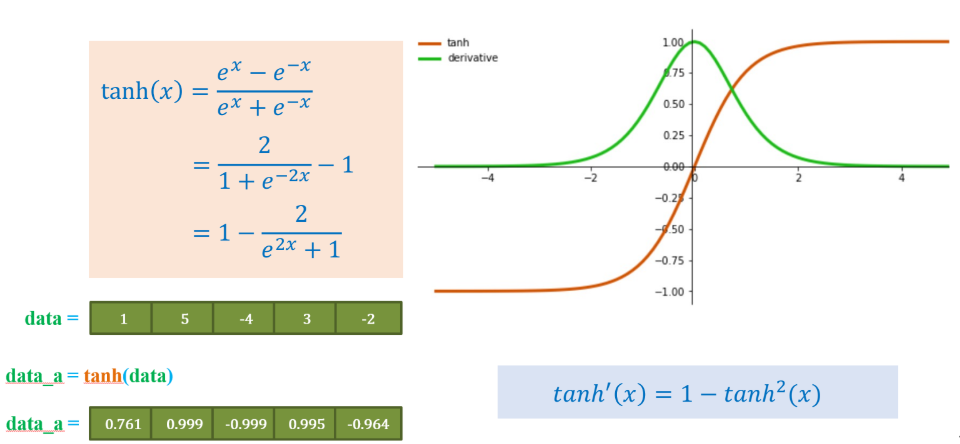 tanh(x) = \frac{e^x − e^{−x}}{e^x + e^{−x}}
= \frac{2}{1 + e^{−2x}} − 1
= 1 − \frac{2}{e^{2x} + 1}
data = 1 5 -4 3 -2
data_a = tanh(data)
data_a = 0.761 0.999 -0.999 0.995 -0.964
tanh
derivative
1.00
0.75
0.50
0.25
0.00
−0.25
−0.50
−0.75
−1.00
−4 −2 0 2 4
tanh′(x) = 1 − tanh²(x)